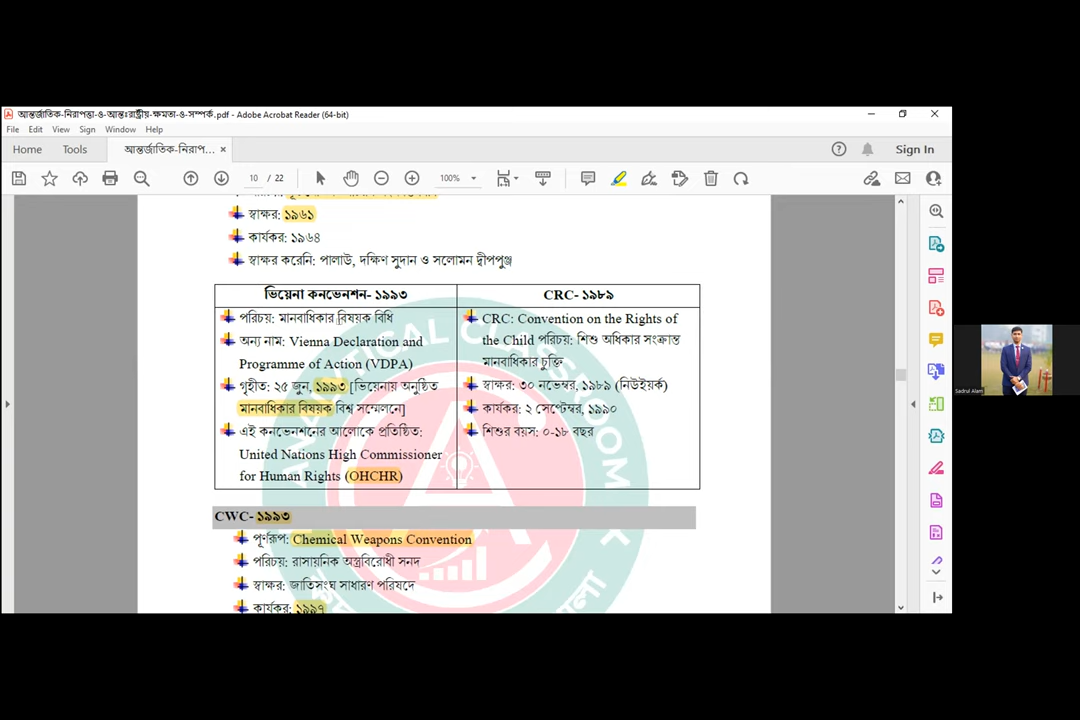 আন্তর্জাতিক-নিরাপত্তা-ও-আন্তঃরাষ্ট্রীয়-ক্ষমতা-ও-সম্পর্ক.pdf - Adobe Acrobat Reader (64-bit)
File Edit View Sign Window Help
Home Tools আন্তর্জাতিক-নিরাপ... × Sign In
10 / 22 100%
স্বাক্ষর: ১৯৬১
কার্যকর: ১৯৬৪
স্বাক্ষর করেনি: পালাউ, দক্ষিণ সুদান ও সলোমন দ্বীপপুঞ্জ
ভিয়েনা কনভেনশন- ১৯৯৩
পরিচয়: মানবাধিকার বিষয়ক বিধি
অন্য নাম: Vienna Declaration and
Programme of Action (VDPA)
গৃহীত: ২৫ জুন, ১৯৯৩ [ভিয়েনায় অনুষ্ঠিত
মানবাধিকার বিষয়ক বিশ্ব সম্মেলনে]
এই কনভেনশনের আলোকে প্রতিষ্ঠিত:
United Nations High Commissioner
for Human Rights (OHCHR)
CRC- ১৯৮৯
CRC: Convention on the Rights of
the Child পরিচয়: শিশু অধিকার সংক্রান্ত
মানবাধিকার চুক্তি
স্বাক্ষর: ৩০ নভেম্বর, ১৯৮৯ (নিউইয়র্ক)
কার্যকর: ২ সেপ্টেম্বর, ১৯৯০
শিশুর বয়স: ০-১৮ বছর
CWC- ১৯৯৩
পূর্ণরূপ: Chemical Weapons Convention
পরিচয়: রাসায়নিক অস্ত্রবিরোধী সনদ
স্বাক্ষর: জাতিসংঘ সাধারণ পরিষদে
কার্যকর: ১৯৯৭
ANALYTICAL CLASSROOM
Sadrul Alam